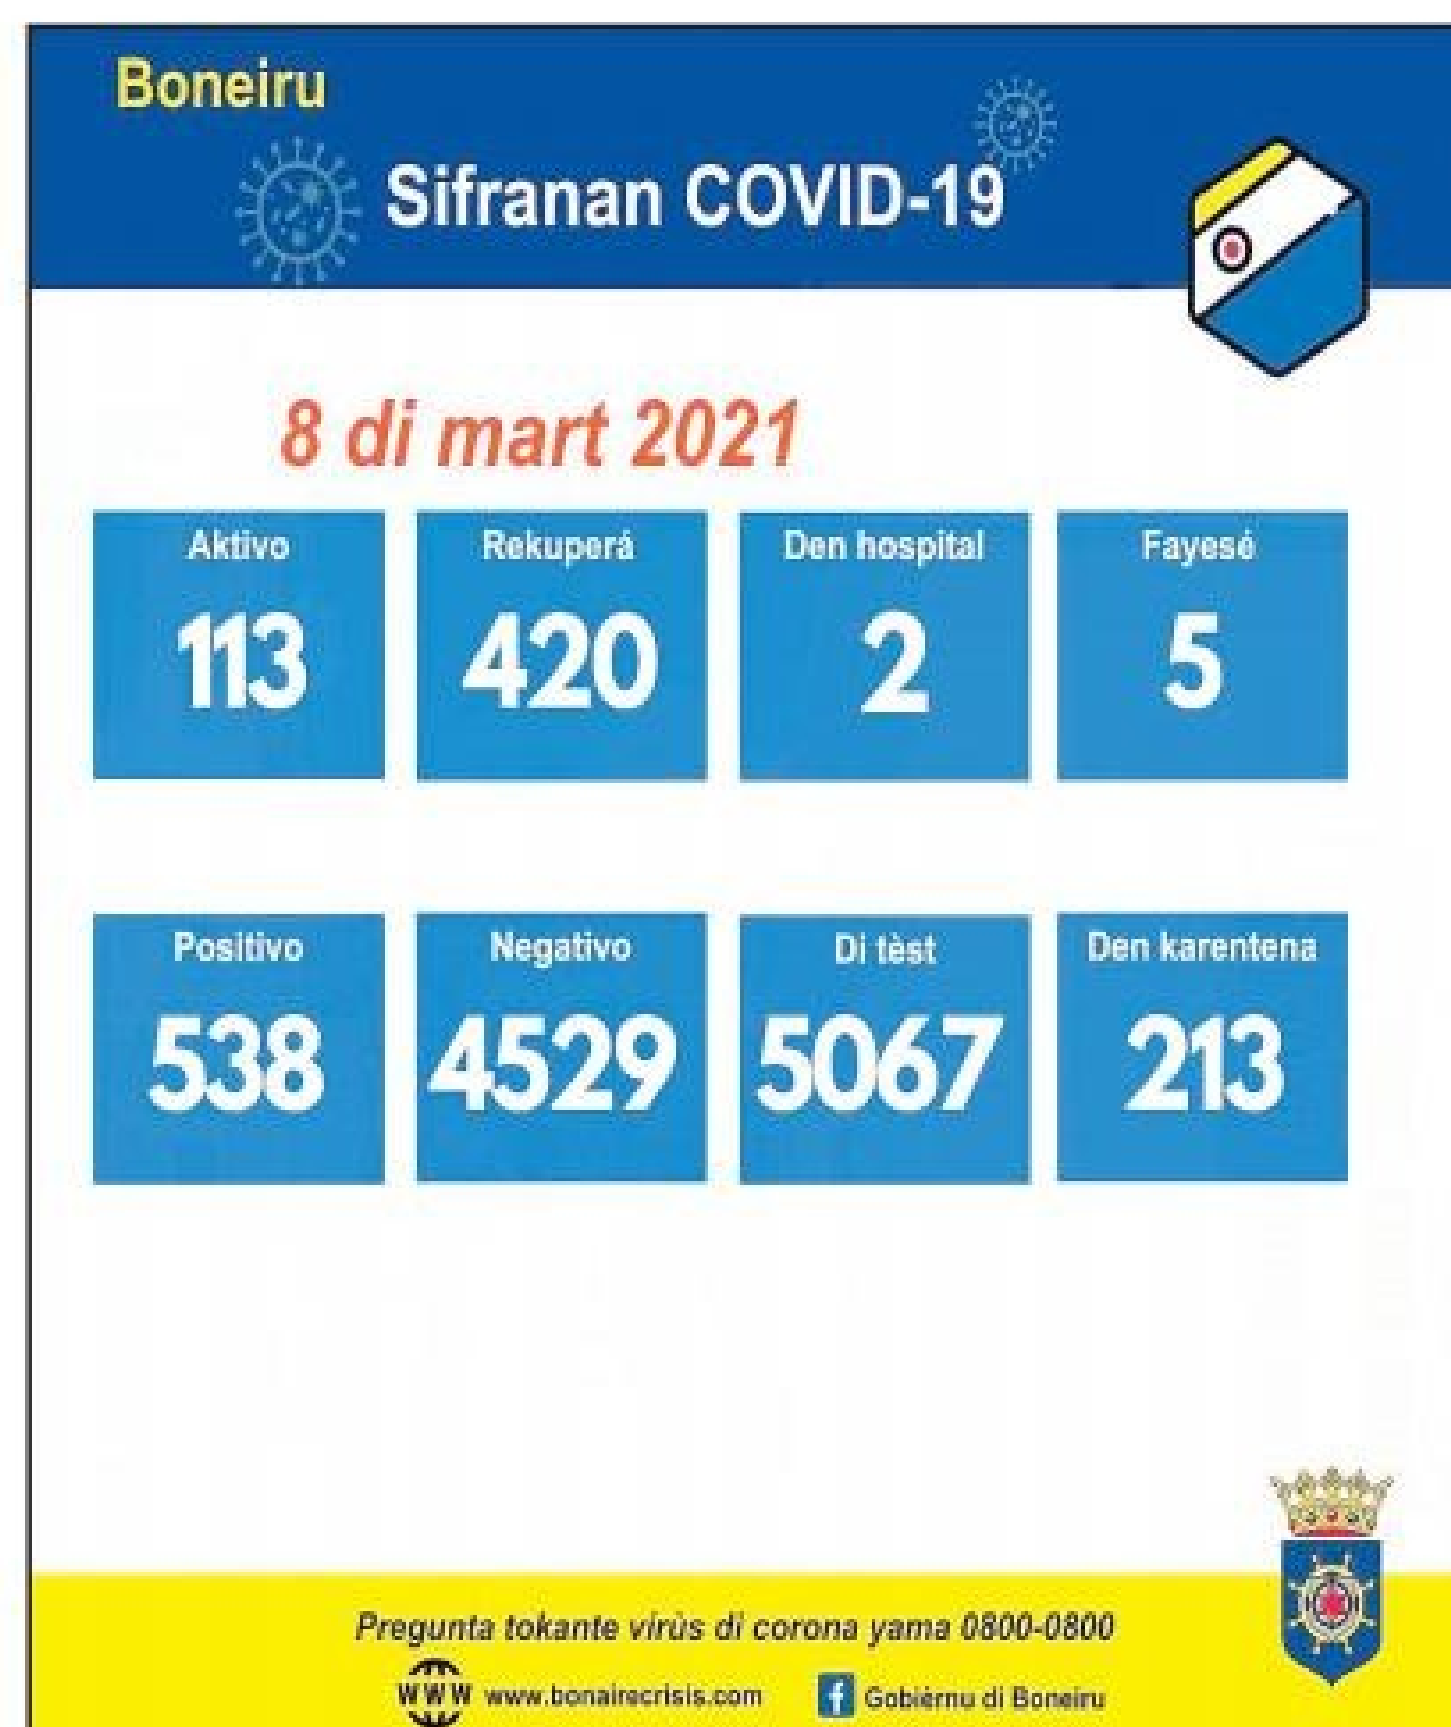 Boneiru
Sifranan COVID-19
8 di mart 2021
Aktivo
113
Rekuperá
420
Den hospital
2
Fayesé
5
Positivo
538
Negativo
4529
Di tèst
5067
Den karentena
213
Pregunta tokante vírùs di corona yama 0800-0800
WWW www.bonairecrisis.com
f Gobièrnu di Boneiru